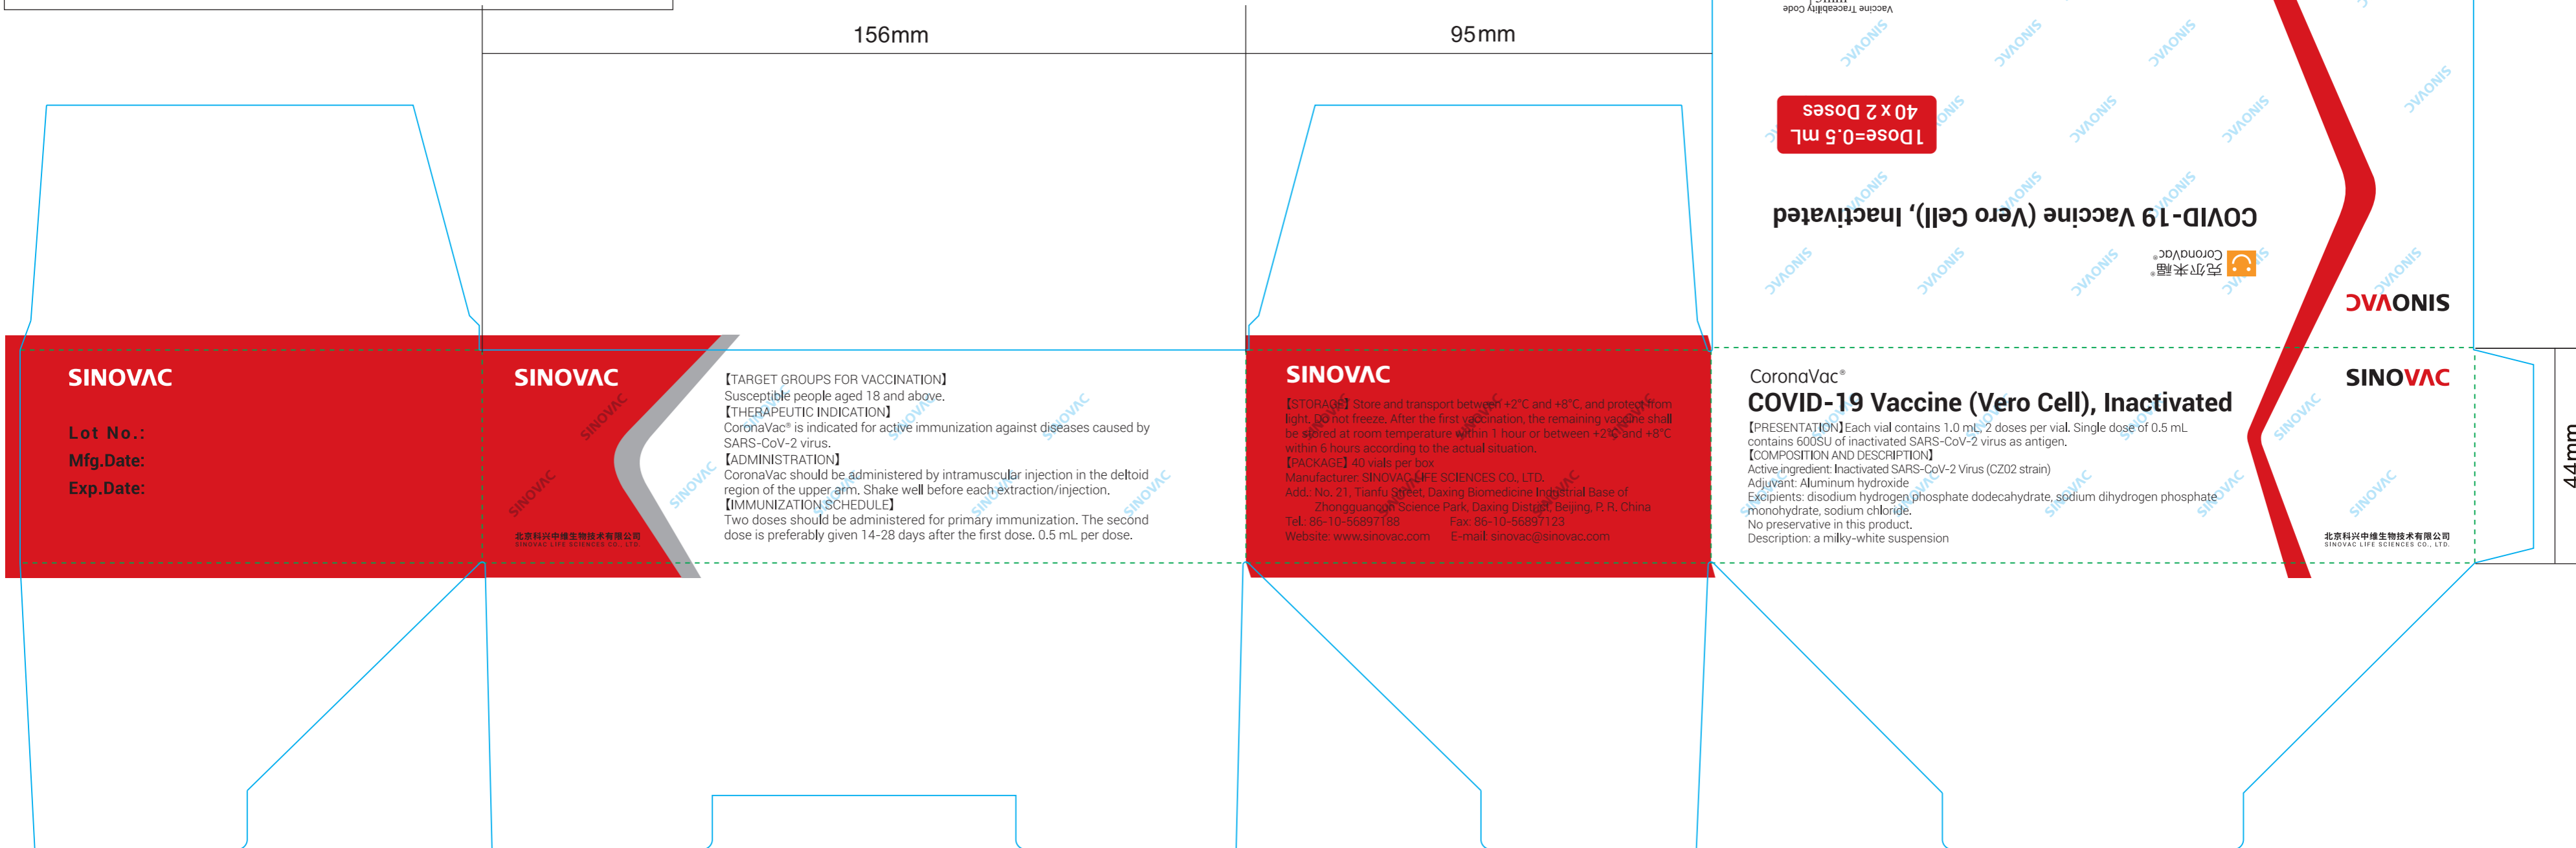 156mm
95mm
44mm
Vaccine Traceability Code
1Dose=0.5 mL
40 x 2 Doses
COVID-19 Vaccine (Vero Cell), Inactivated
克尔来福®
CoronaVac®
SINOVAC
SINOVAC
Lot No.:
Mfg.Date:
Exp.Date:
SINOVAC
北京科兴中维生物技术有限公司
SINOVAC LIFE SCIENCES CO., LTD.
【TARGET GROUPS FOR VACCINATION】
Susceptible people aged 18 and above.
【THERAPEUTIC INDICATION】
CoronaVac® is indicated for active immunization against diseases caused by
SARS-CoV-2 virus.
【ADMINISTRATION】
CoronaVac should be administered by intramuscular injection in the deltoid
region of the upper arm. Shake well before each extraction/injection.
【IMMUNIZATION SCHEDULE】
Two doses should be administered for primary immunization. The second
dose is preferably given 14-28 days after the first dose. 0.5 mL per dose.
SINOVAC
【STORAGE】 Store and transport between +2°C and +8°C, and protect from
light. Do not freeze. After the first vaccination, the remaining vaccine shall
be stored at room temperature within 1 hour or between +2°C and +8°C
within 6 hours according to the actual situation.
【PACKAGE】 40 vials per box
Manufacturer: SINOVAC LIFE SCIENCES CO., LTD.
Add.: No. 21, Tianfu Street, Daxing Biomedicine Industrial Base of
Zhongguancun Science Park, Daxing District, Beijing, P. R. China
Tel.: 86-10-56897188 Fax: 86-10-56897123
Website: www.sinovac.com E-mail: sinovac@sinovac.com
CoronaVac®
COVID-19 Vaccine (Vero Cell), Inactivated
【PRESENTATION】Each vial contains 1.0 mL, 2 doses per vial. Single dose of 0.5 mL
contains 600SU of inactivated SARS-CoV-2 virus as antigen.
【COMPOSITION AND DESCRIPTION】
Active ingredient: Inactivated SARS-CoV-2 Virus (CZ02 strain)
Adjuvant: Aluminum hydroxide
Excipients: disodium hydrogen phosphate dodecahydrate, sodium dihydrogen phosphate
monohydrate, sodium chloride.
No preservative in this product.
Description: a milky-white suspension
SINOVAC
北京科兴中维生物技术有限公司
SINOVAC LIFE SCIENCES CO., LTD.